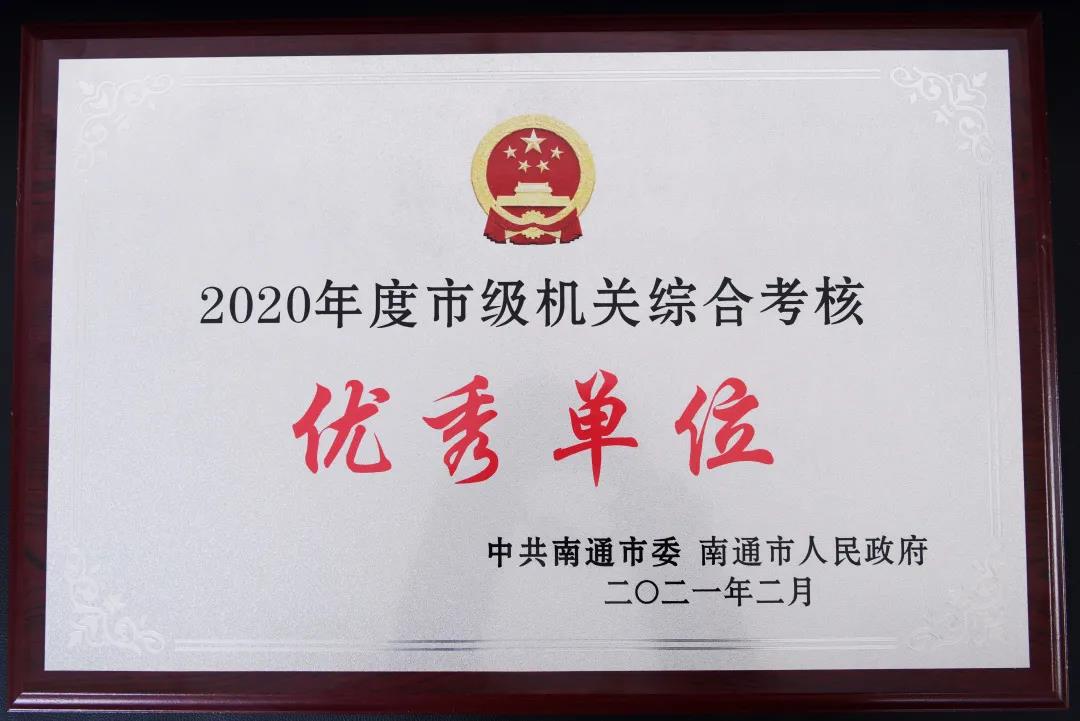 2020年度市级机关综合考核
优秀单位
中共南通市委 南通市人民政府
二〇二一年二月